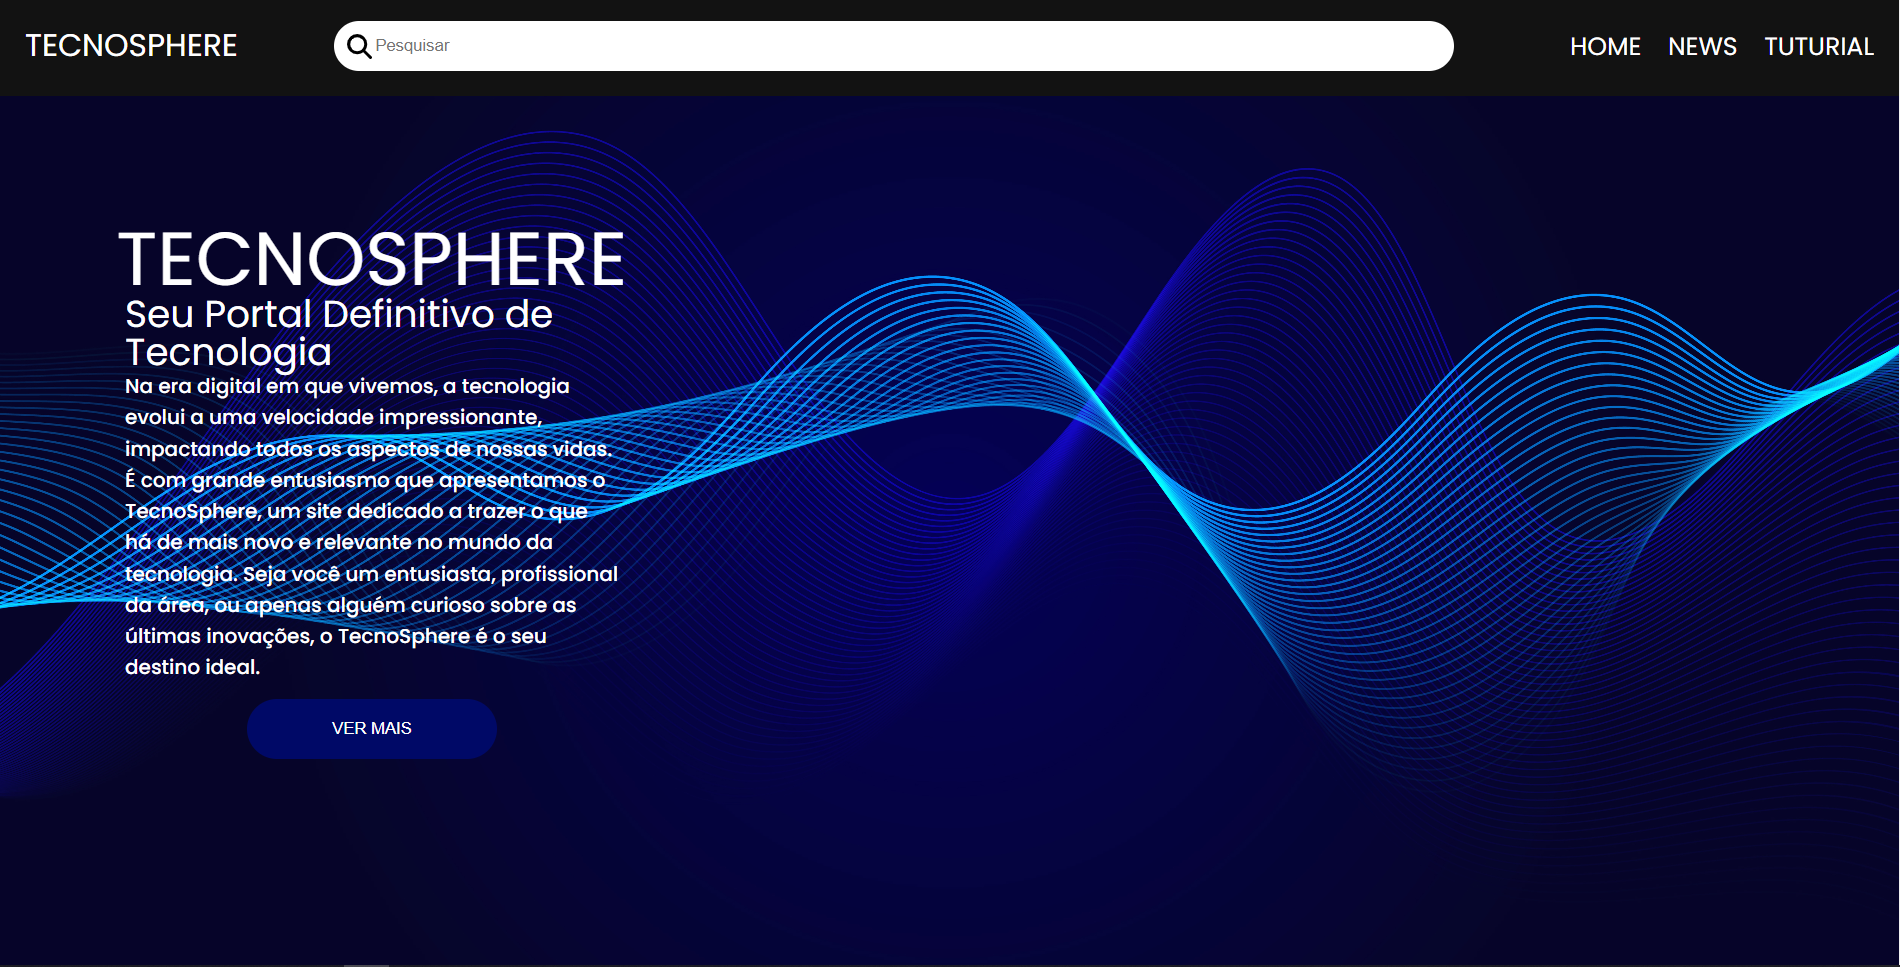 TECNOSPHERE
Pesquisar
HOME NEWS TUTURIAL
TECNOSPHERE
Seu Portal Definitivo de
Tecnologia
Na era digital em que vivemos, a tecnologia
evolui a uma velocidade impressionante,
impactando todos os aspectos de nossas vidas.
É com grande entusiasmo que apresentamos o
TecnoSphere, um site dedicado a trazer o que
há de mais novo e relevante no mundo da
tecnologia. Seja você um entusiasta, profissional
da área, ou apenas alguém curioso sobre as
últimas inovações, o TecnoSphere é o seu
destino ideal.
VER MAIS